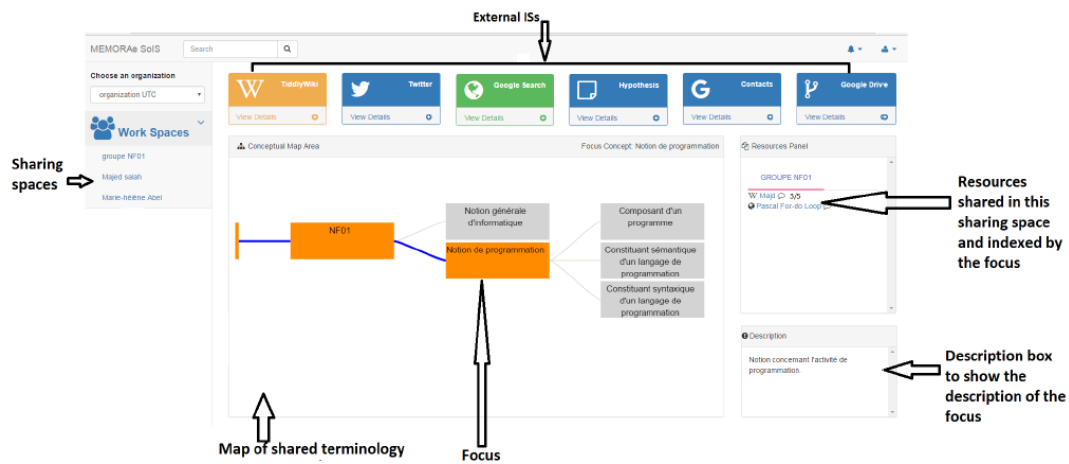 External ISs
MEMORAe SoIS
Search
Choose an organization
organization UTC
Work Spaces
groupe NF01
Majed salah
Marie-hélène Abel
Sharing
spaces
TiddlyWiki
View Details
Twitter
View Details
Google Search
View Details
Hypothesis
View Details
Contacts
View Details
Google Drive
View Details
Conceptual Map Area
Focus Concept: Notion de programmation
NF01
Notion générale
d'informatique
Notion de programmation
Composant d'un
programme
Constituant sémantique
d'un langage de
programmation
Constituant syntaxique
d'un langage de
programmation
Resources Panel
GROUPE NF01
Majd 3/5
Pascal For-do Loop
Resources
shared in this
sharing space
and indexed by
the focus
Description
Notion concernant l'activité de
programmation.
Description box
to show the
description of the
focus
Map of shared terminology
Focus